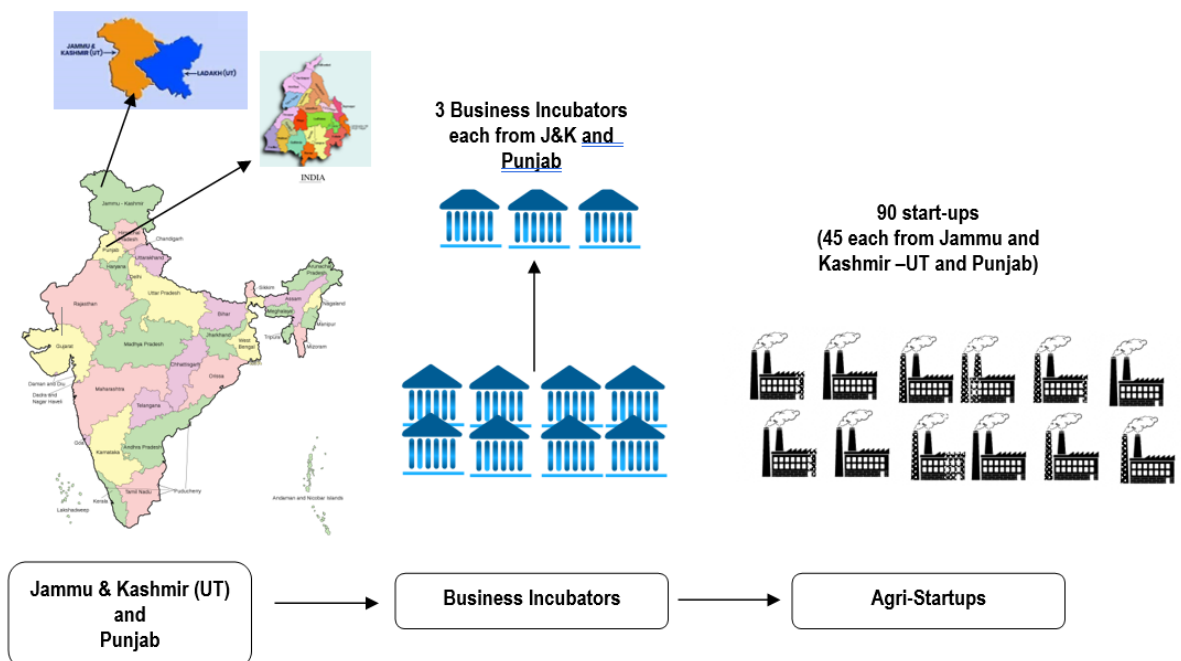 JAMMU &
KASHMIR (UT)
LADAKH (UT)
INDIA
3 Business Incubators
each from J&K and
Punjab
90 start-ups
(45 each from Jammu and
Kashmir –UT and Punjab)
Jammu - Kashmir
Himachal
Pradesh
Chandigarh
Punjab
Uttarakhand
Haryana
Delhi
Arunachal
Pradesh
Sikkim
Rajasthan
Uttar Pradesh
Assam
Nagaland
Bihar
Meghalaya
Manipur
Jharkhand
West
Bengal
Tripura
Mizoram
Gujarat
Madhya Pradesh
Chhattisgarh
Daman and Diu
Dadra and
Nagar Haveli
Maharashtra
Orissa
Telangana
Goa
Karnataka
Andhra Pradesh
Tamil Nadu
Kerala
Puducherry
Lakshadweep
Andaman and Nicobar Islands
Jammu & Kashmir (UT)
and
Punjab
Business Incubators
Agri-Startups